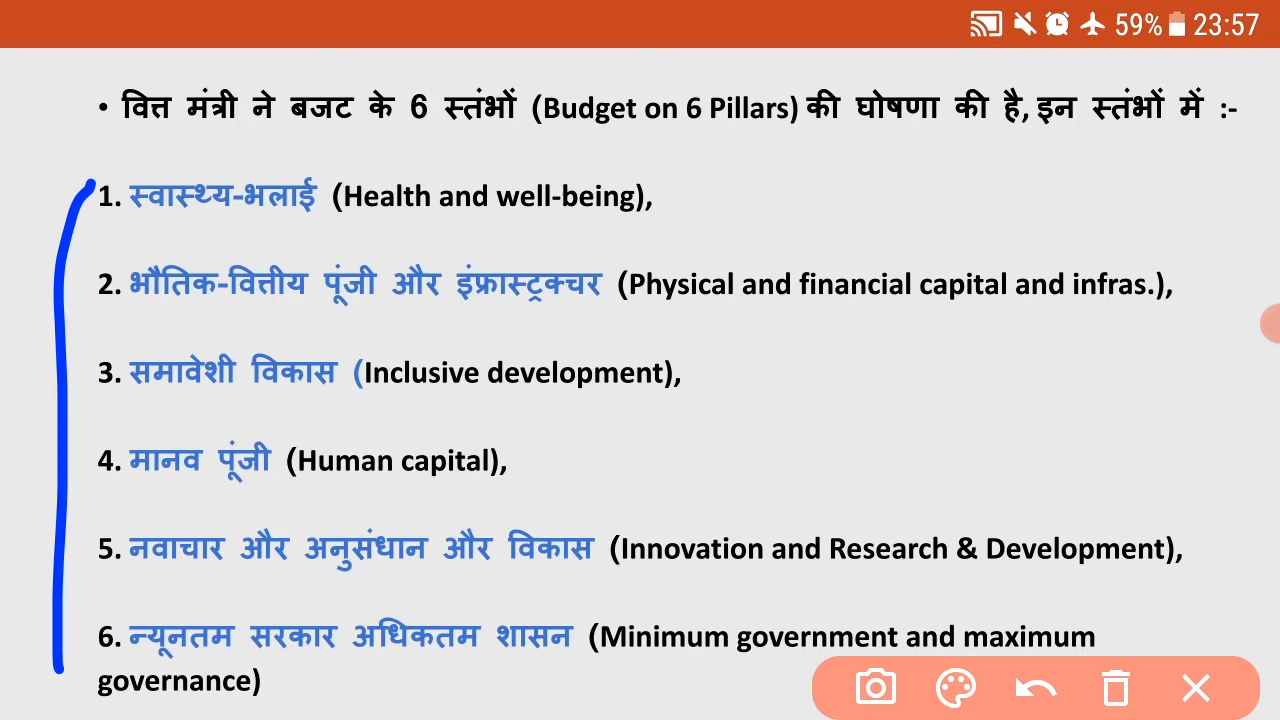 59% 23:57
• वित्त मंत्री ने बजट के 6 स्तंभों (Budget on 6 Pillars) की घोषणा की है, इन स्तंभों में :-
1. स्वास्थ्य-भलाई (Health and well-being),
2. भौतिक-वित्तीय पूंजी और इंफ्रास्ट्रक्चर (Physical and financial capital and infras.),
3. समावेशी विकास (Inclusive development),
4. मानव पूंजी (Human capital),
5. नवाचार और अनुसंधान और विकास (Innovation and Research & Development),
6. न्यूनतम सरकार अधिकतम शासन (Minimum government and maximum
governance)